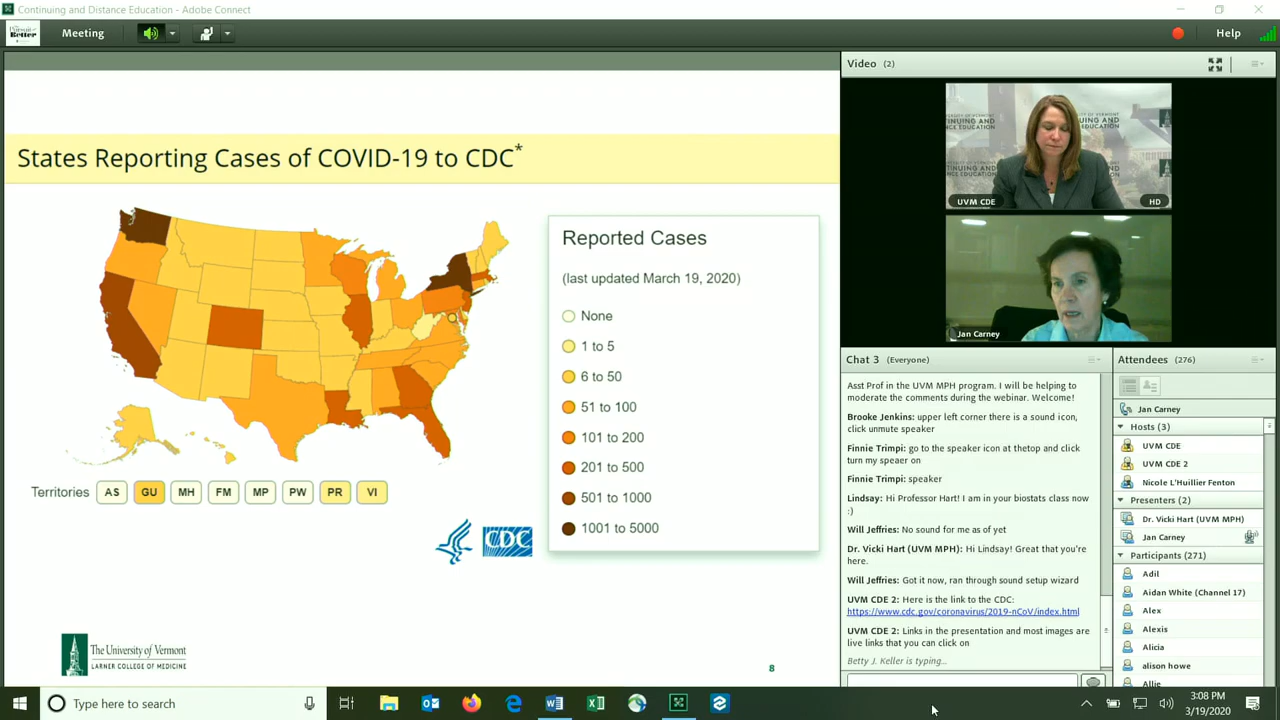 Continuing and Distance Education - Adobe Connect
Meeting
Help
States Reporting Cases of COVID-19 to CDC*
Reported Cases
(last updated March 19, 2020)
None
1 to 5
6 to 50
51 to 100
101 to 200
201 to 500
501 to 1000
1001 to 5000
Territories AS GU MH FM MP PW PR VI
CDC
The University of Vermont
LARNER COLLEGE OF MEDICINE
8
Video (2)
UVM CDE
HD
Jan Carney
Chat 3 (Everyone)
Asst Prof in the UVM MPH program. I will be helping to
moderate the comments during the webinar. Welcome!
Brooke Jenkins: upper left corner there is a sound icon,
click unmute speaker
Finnie Trimpi: go to the speaker icon at thetop and click
turn my speaer on
Finnie Trimpi: speaker
Lindsay: Hi Professor Hart! I am in your biostats class now
:)
Will Jeffries: No sound for me as of yet
Dr. Vicki Hart (UVM MPH): Hi Lindsay! Great that you're
here.
Will Jeffries: Got it now, ran through sound setup wizard
UVM CDE 2: Here is the link to the CDC:
https://www.cdc.gov/coronavirus/2019-nCoV/index.html
UVM CDE 2: Links in the presentation and most images are
live links that you can click on
Betty J. Keller is typing...
Attendees (276)
Jan Carney
Hosts (3)
UVM CDE
UVM CDE 2
Nicole L'Huillier Fenton
Presenters (2)
Dr. Vicki Hart (UVM MPH)
Jan Carney
Participants (271)
Adil
Aidan White (Channel 17)
Alex
Alexis
Alicia
alison howe
Allie
Type here to search
3:08 PM
3/19/2020